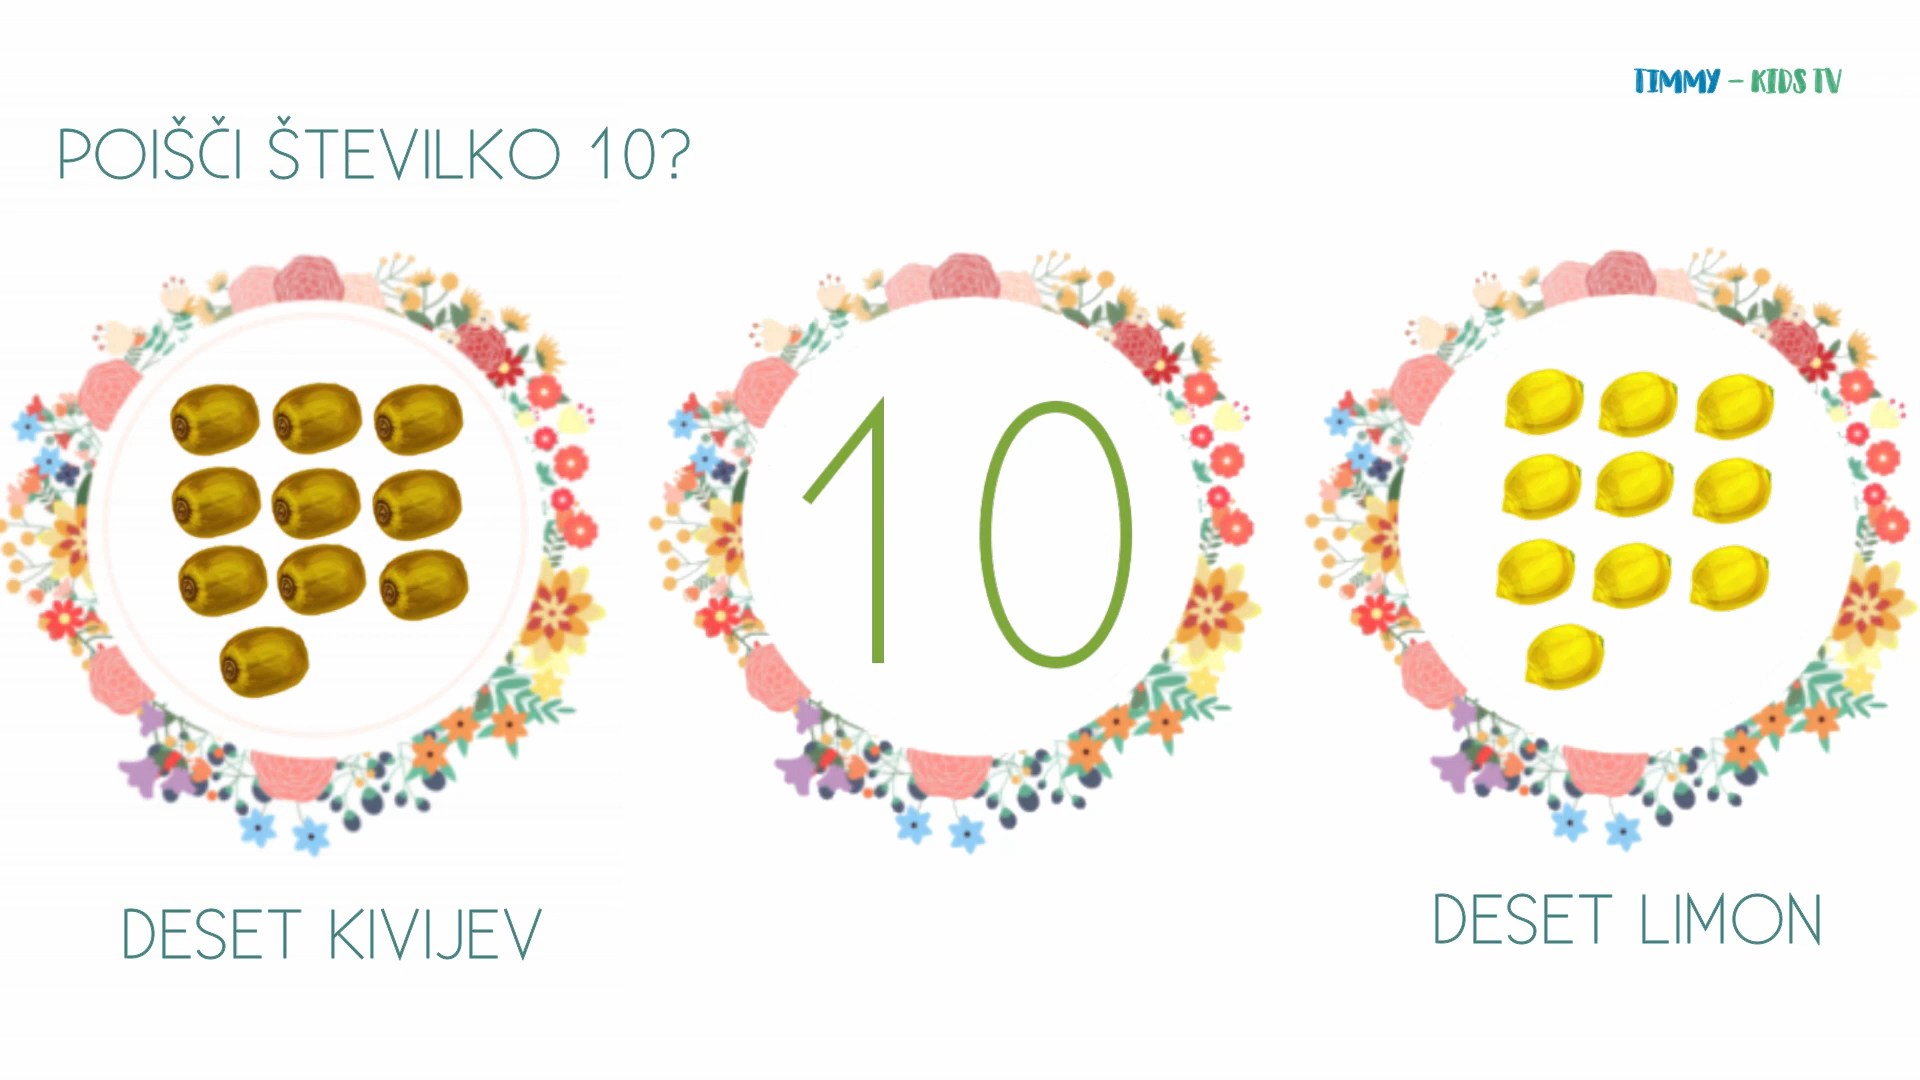 TIMMY - KIDS TV
POIŠČI ŠTEVILKO 10?
10
DESET KIVIJEV
DESET LIMON